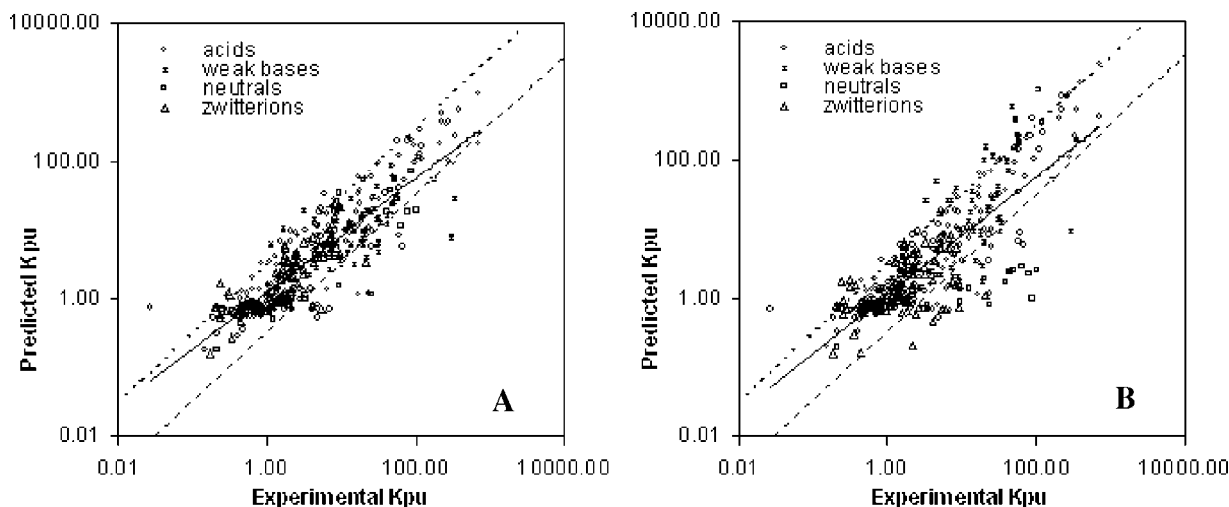 10000.00
acids
weak bases
neutrals
zwitterions
100.00
1.00
0.01
Predicted Kpu
0.01 1.00 100.00 10000.00
Experimental Kpu
A
10000.00
acids
weak bases
neutrals
zwitterions
100.00
1.00
0.01
Predicted Kpu
0.01 1.00 100.00 10000.00
Experimental Kpu
B